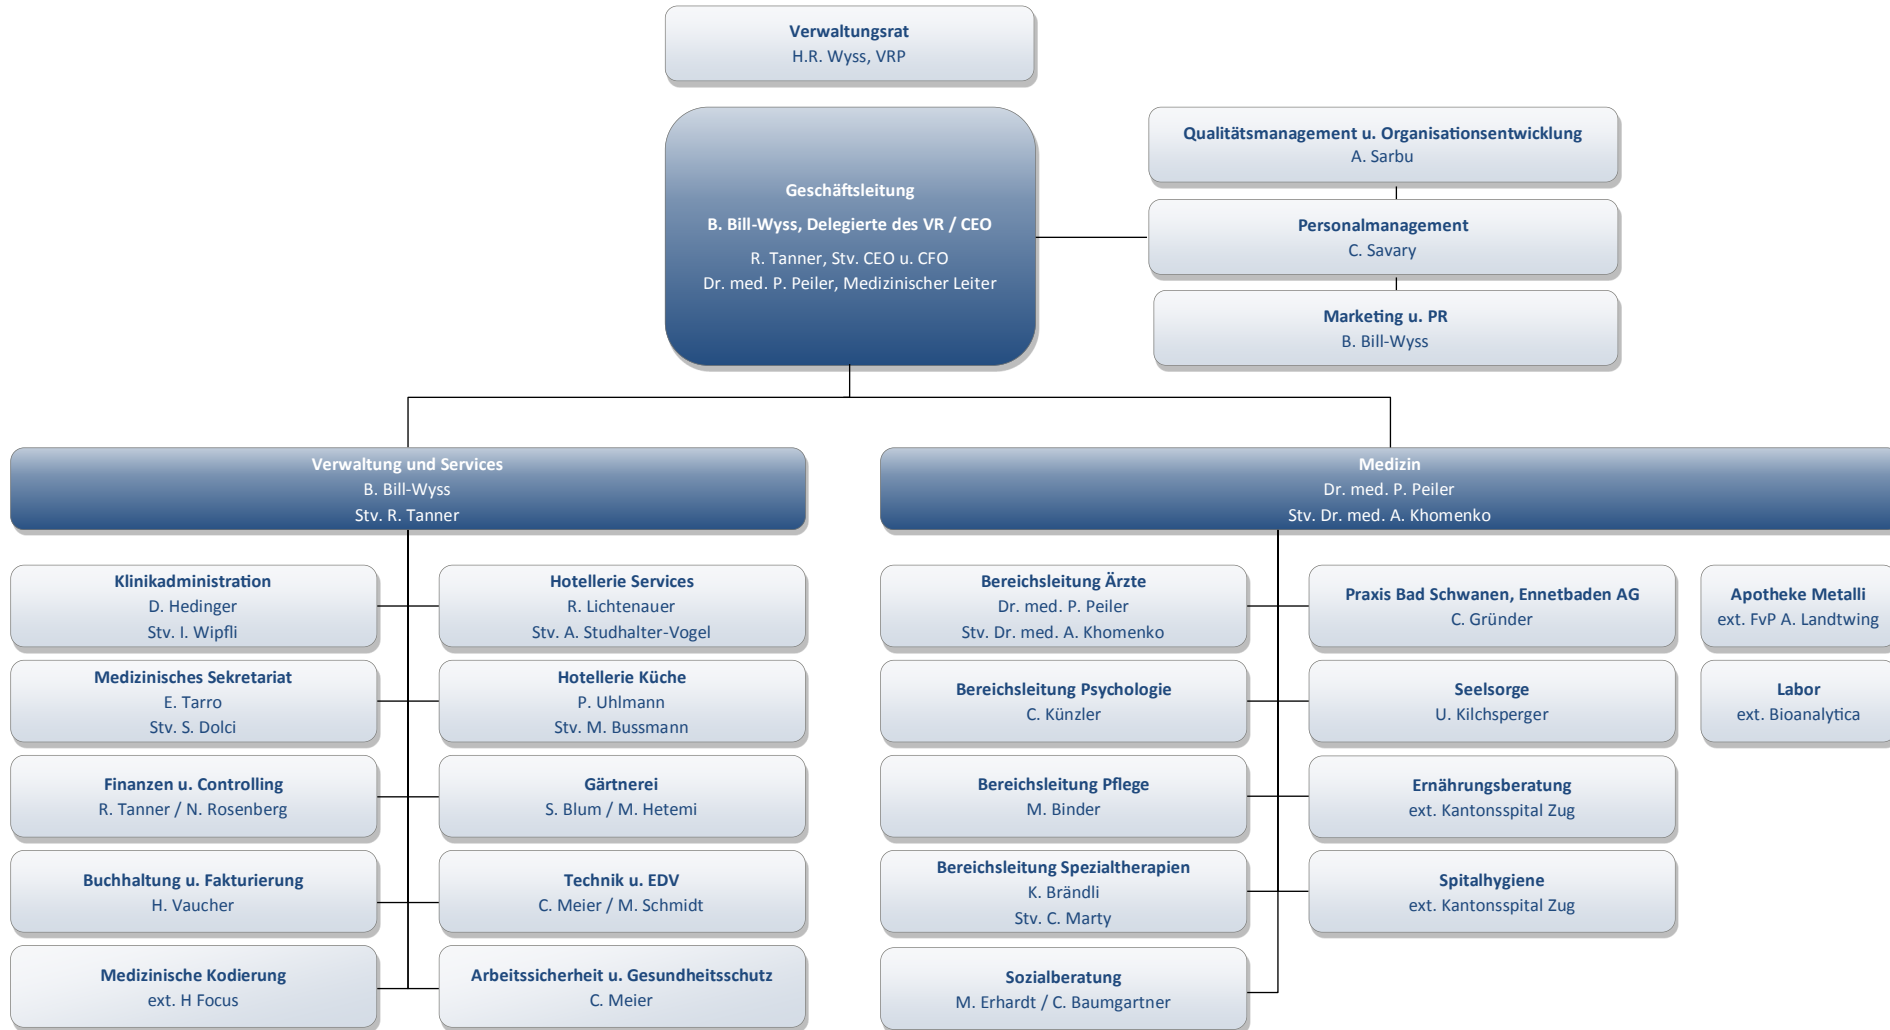 Verwaltungsrat
H.R. Wyss, VRP
Geschäftsleitung
B. Bill-Wyss, Delegierte des VR / CEO
R. Tanner, Stv. CEO u. CFO
Dr. med. P. Peiler, Medizinischer Leiter
Qualitätsmanagement u. Organisationsentwicklung
A. Sarbu
Personalmanagement
C. Savary
Marketing u. PR
B. Bill-Wyss
Verwaltung und Services
B. Bill-Wyss
Stv. R. Tanner
Klinikadministration
D. Hedinger
Stv. I. Wipfli
Hotellerie Services
R. Lichtenauer
Stv. A. Studhalter-Vogel
Medizinisches Sekretariat
E. Tarro
Stv. S. Dolci
Hotellerie Küche
P. Uhlmann
Stv. M. Bussmann
Finanzen u. Controlling
R. Tanner / N. Rosenberg
Gärtnerei
S. Blum / M. Hetemi
Buchhaltung u. Fakturierung
H. Vaucher
Technik u. EDV
C. Meier / M. Schmidt
Medizinische Kodierung
ext. H Focus
Arbeitssicherheit u. Gesundheitsschutz
C. Meier
Medizin
Dr. med. P. Peiler
Stv. Dr. med. A. Khomenko
Bereichsleitung Ärzte
Dr. med. P. Peiler
Stv. Dr. med. A. Khomenko
Praxis Bad Schwanen, Ennetbaden AG
C. Gründer
Apotheke Metalli
ext. FvP A. Landtwing
Bereichsleitung Psychologie
C. Künzler
Seelsorge
U. Kilchsperger
Labor
ext. Bioanalytica
Bereichsleitung Pflege
M. Binder
Ernährungsberatung
ext. Kantonsspital Zug
Bereichsleitung Spezialtherapien
K. Brändli
Stv. C. Marty
Spitalhygiene
ext. Kantonsspital Zug
Sozialberatung
M. Erhardt / C. Baumgartner